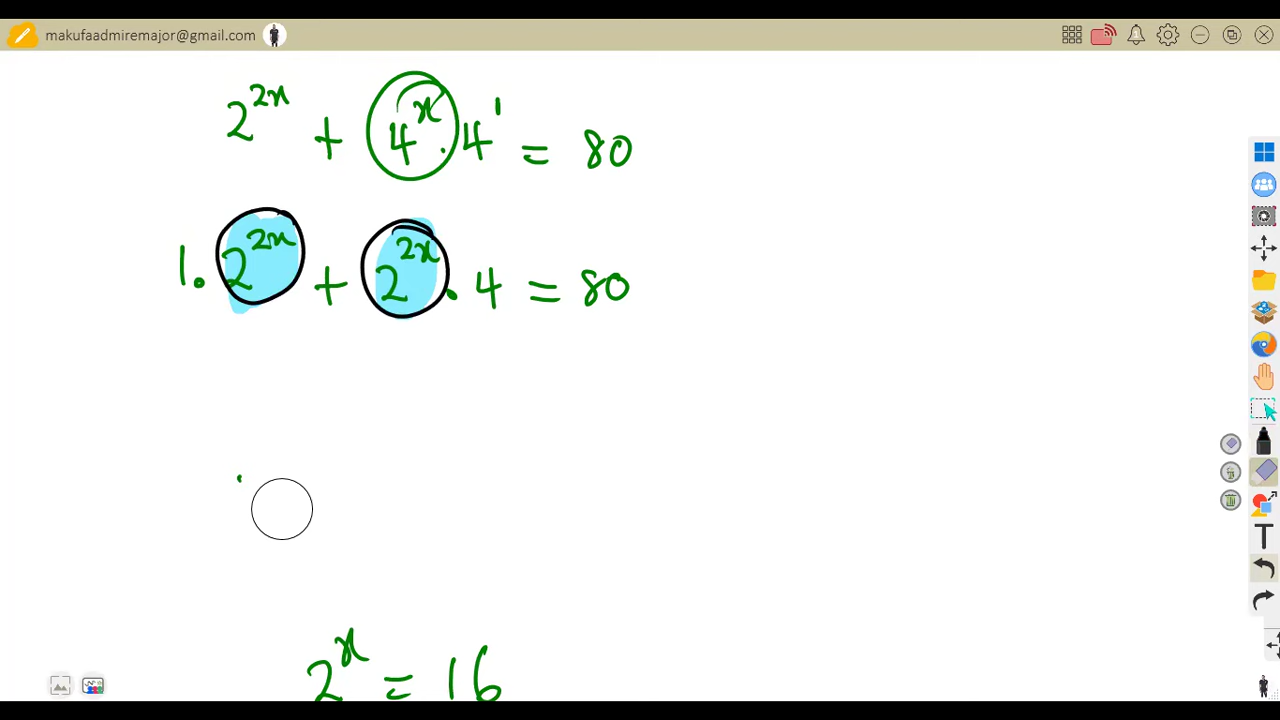 makufaadmiremajor@gmail.com
2^{2x} + 4^{x} . 4^{1} = 80
1. 2^{2x} + 2^{2x} . 4 = 80
2^{x} = 16
T